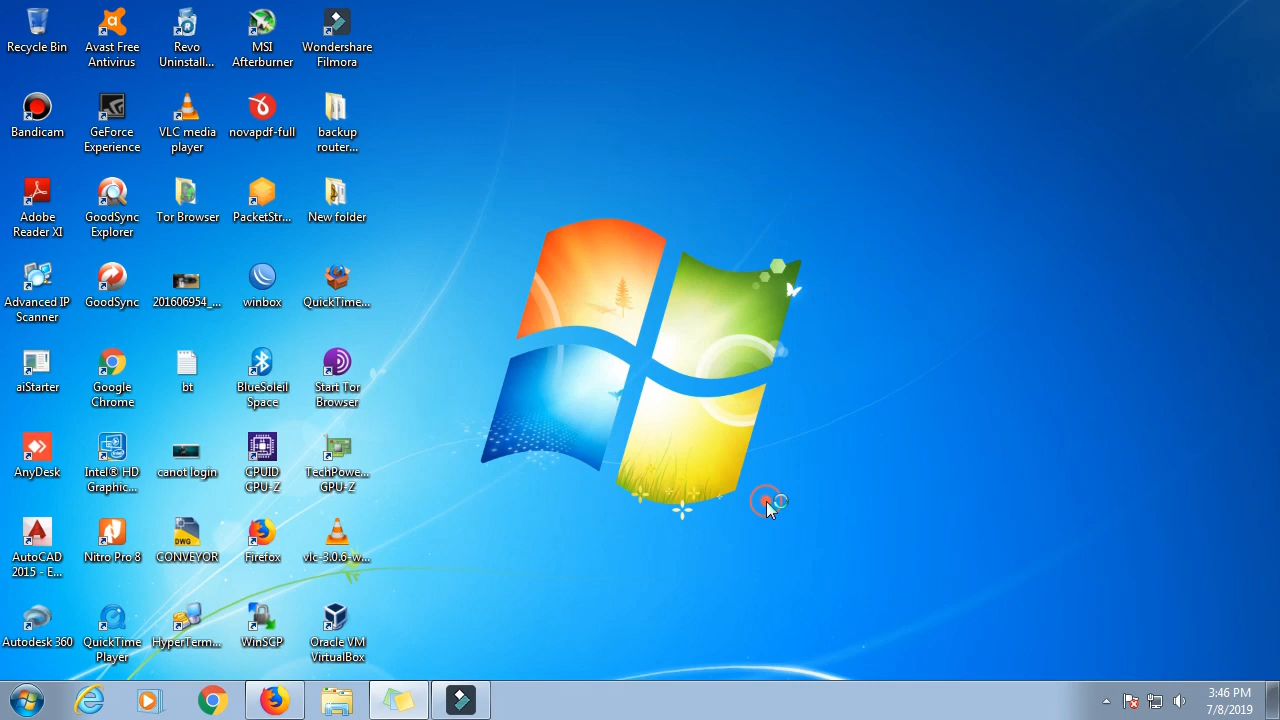 Recycle Bin
Avast Free
Antivirus
Revo
Uninstall...
MSI
Afterburner
Wondershare
Filmora
Bandicam
GeForce
Experience
VLC media
player
novapdf-full
backup
router...
Adobe
Reader XI
GoodSync
Explorer
Tor Browser
PacketStr...
New folder
Advanced IP
Scanner
GoodSync
201606954_...
winbox
QuickTime...
aiStarter
Google
Chrome
bt
BlueSoleil
Space
Start Tor
Browser
AnyDesk
Intel® HD
Graphic...
canot login
CPUID
CPU-Z
TechPowe...
GPU-Z
AutoCAD
2015 - E...
Nitro Pro 8
DWG
CONVEYOR
Firefox
vlc-3.0.6-w...
Autodesk 360
QuickTime
Player
HyperTerm...
WinSCP
Oracle VM
VirtualBox
3:46 PM
7/8/2019